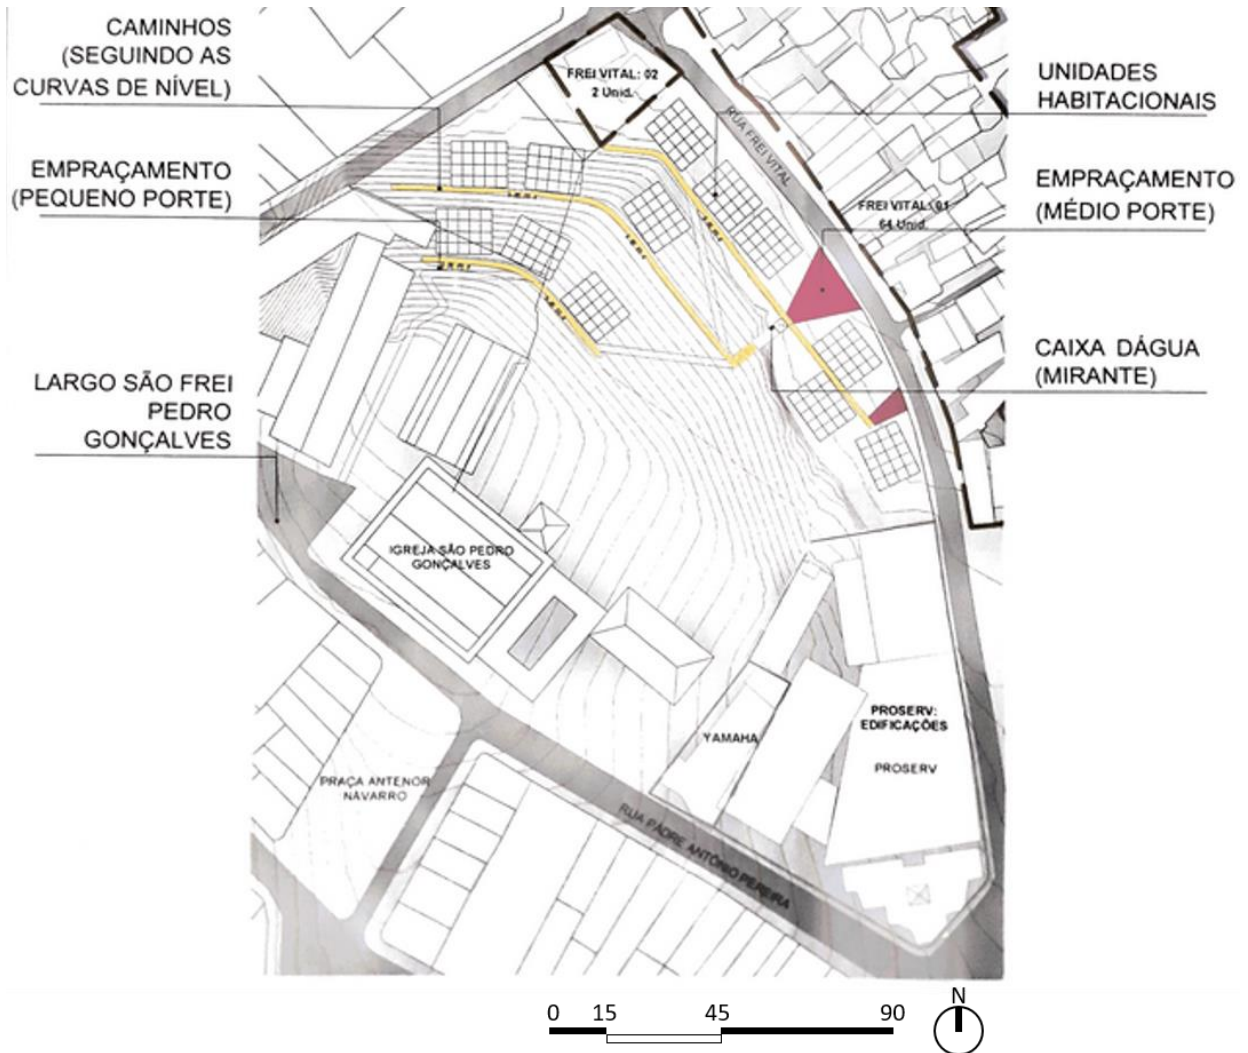 CAMINHOS
(SEGUINDO AS
CURVAS DE NÍVEL)
EMPRAÇAMENTO
(PEQUENO PORTE)
LARGO SÃO FREI
PEDRO
GONÇALVES
FREI VITAL: 02
2 Unid.
RUA FREI VITAL
FREI VITAL: 01
64 Unid.
UNIDADES
HABITACIONAIS
EMPRAÇAMENTO
(MÉDIO PORTE)
CAIXA DÁGUA
(MIRANTE)
IGREJA SÃO PEDRO
GONÇALVES
YAMAHA
PROSERV:
EDIFICAÇÕES
PROSERV
PRAÇA ANTENOR
NAVARRO
RUA PADRE ANTÔNIO PEREIRA
0 15 45 90
N